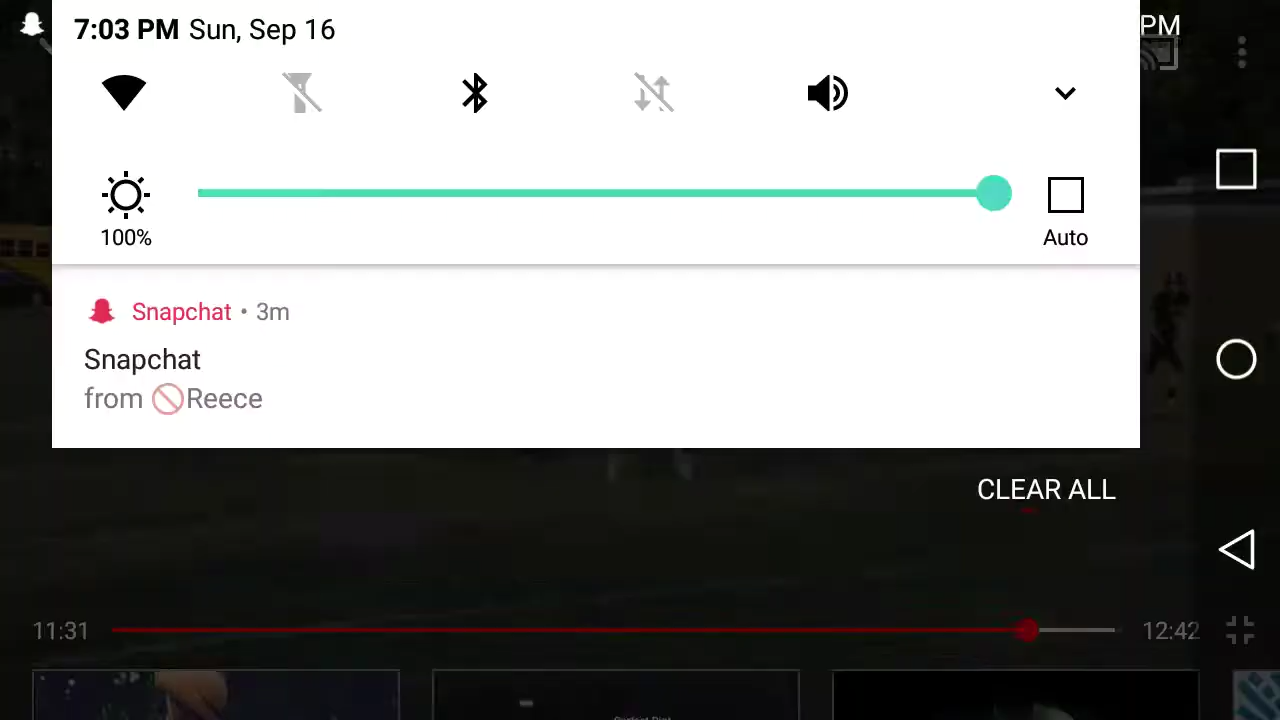 7:03 PM Sun, Sep 16
PM
100%
Auto
Snapchat • 3m
Snapchat
from 🚫Reece
CLEAR ALL
11:31
12:42